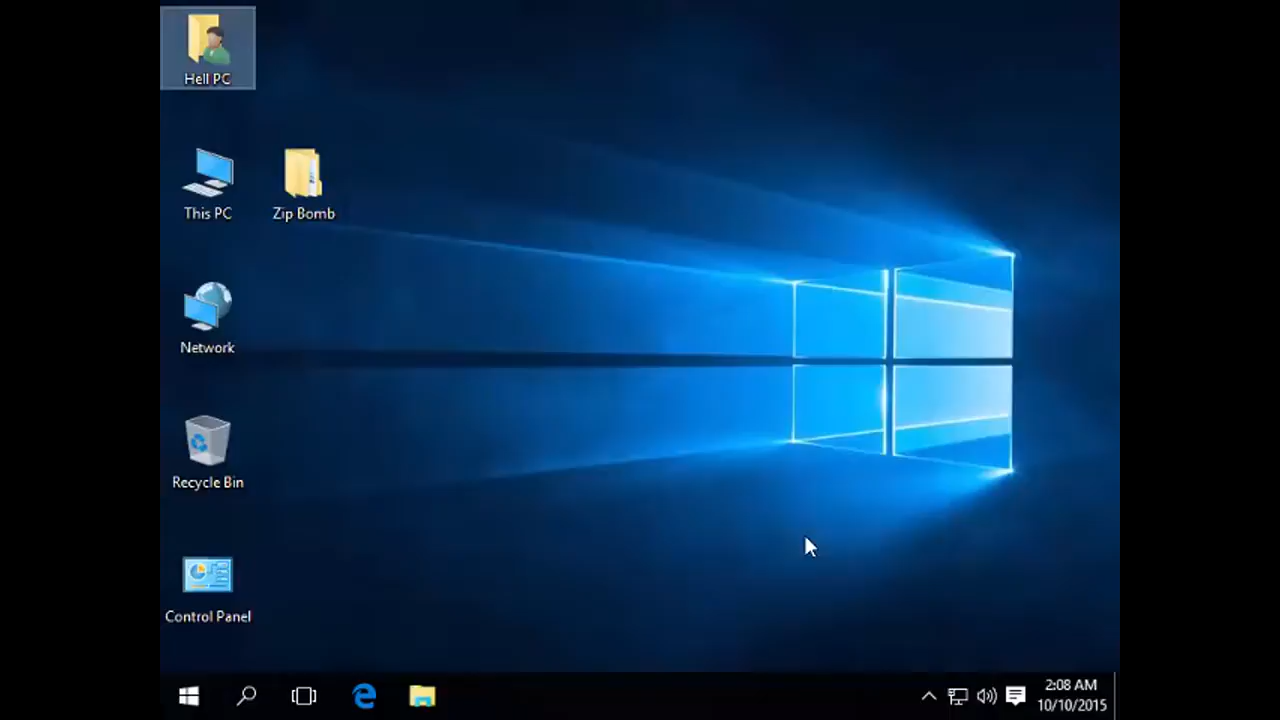 Hell PC
This PC
Zip Bomb
Network
Recycle Bin
Control Panel
2:08 AM
10/10/2015